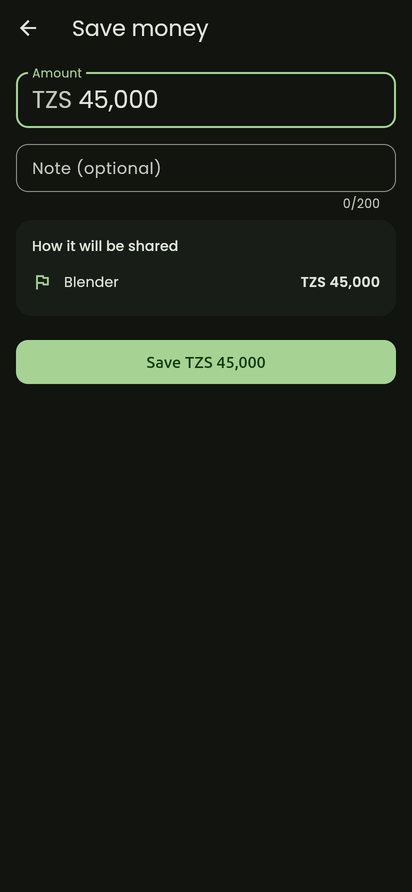 Save money
Amount
TZS 45,000
Note (optional)
0/200
How it will be shared
Blender TZS 45,000
Save TZS 45,000